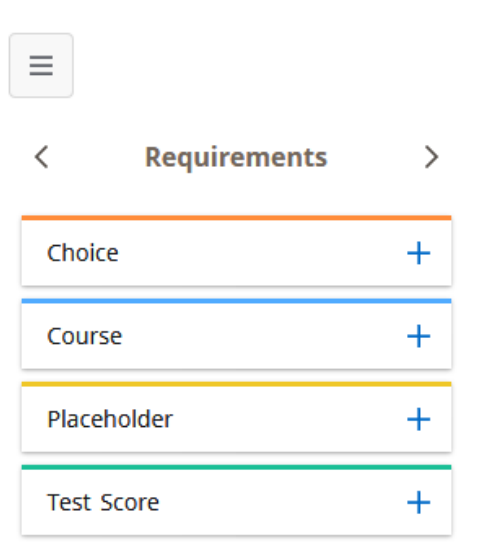 Requirements
Choice
Course
Placeholder
Test Score